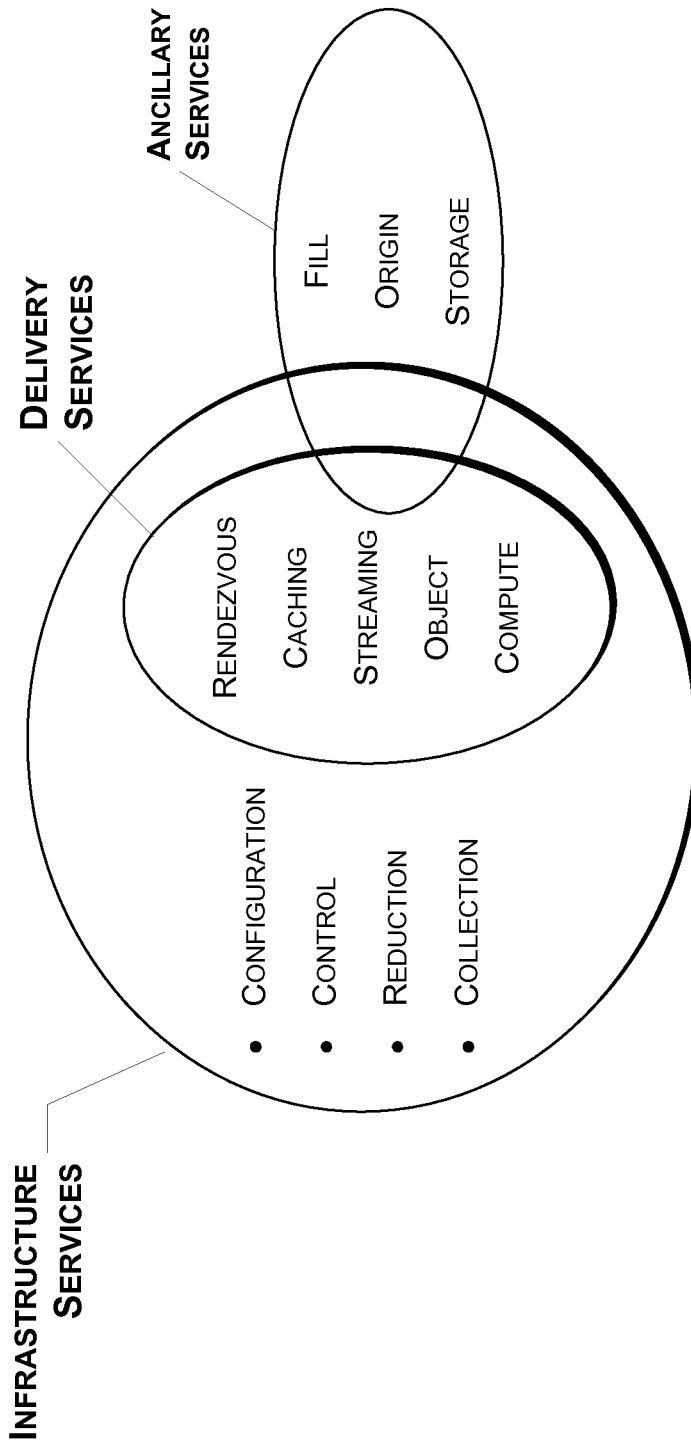 INFRASTRUCTURE
SERVICES
DELIVERY
SERVICES
ANCILLARY
SERVICES
• CONFIGURATION
• CONTROL
• REDUCTION
• COLLECTION
RENDEZVOUS
CACHING
STREAMING
OBJECT
COMPUTE
FILL
ORIGIN
STORAGE